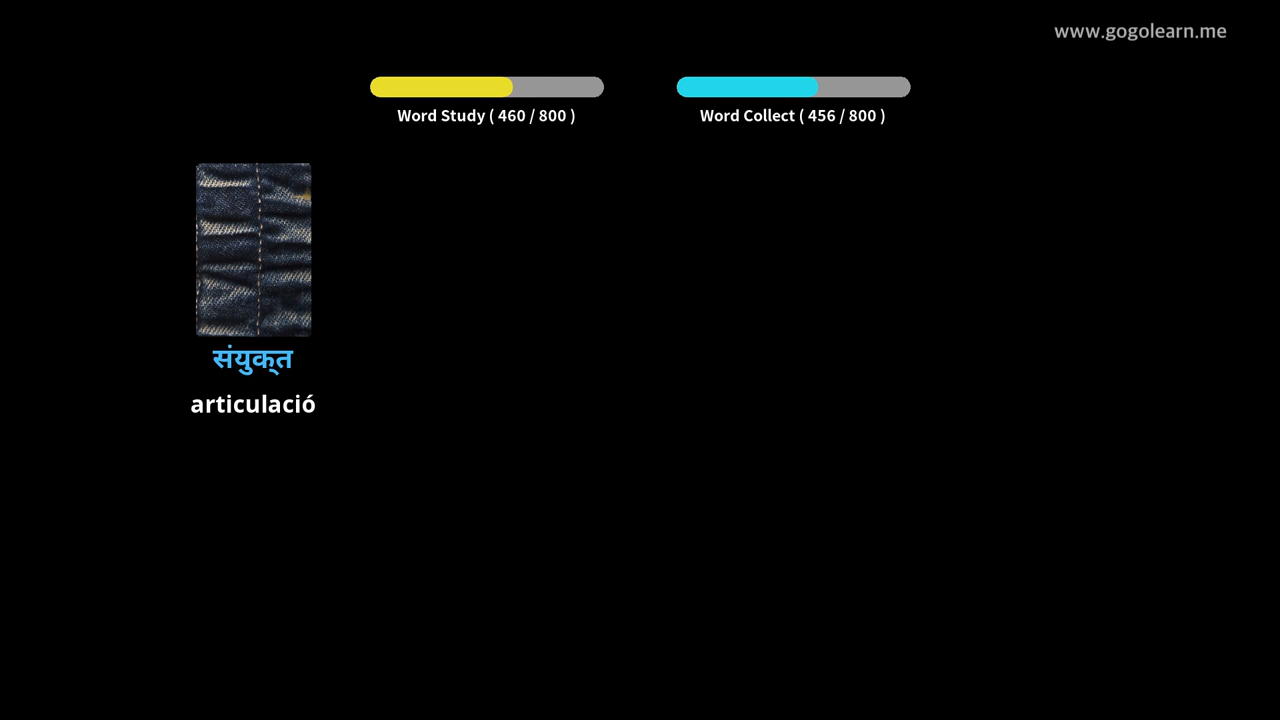 www.gogolearn.me
Word Study ( 460 / 800 )
Word Collect ( 456 / 800 )
संयुक्त
articulació